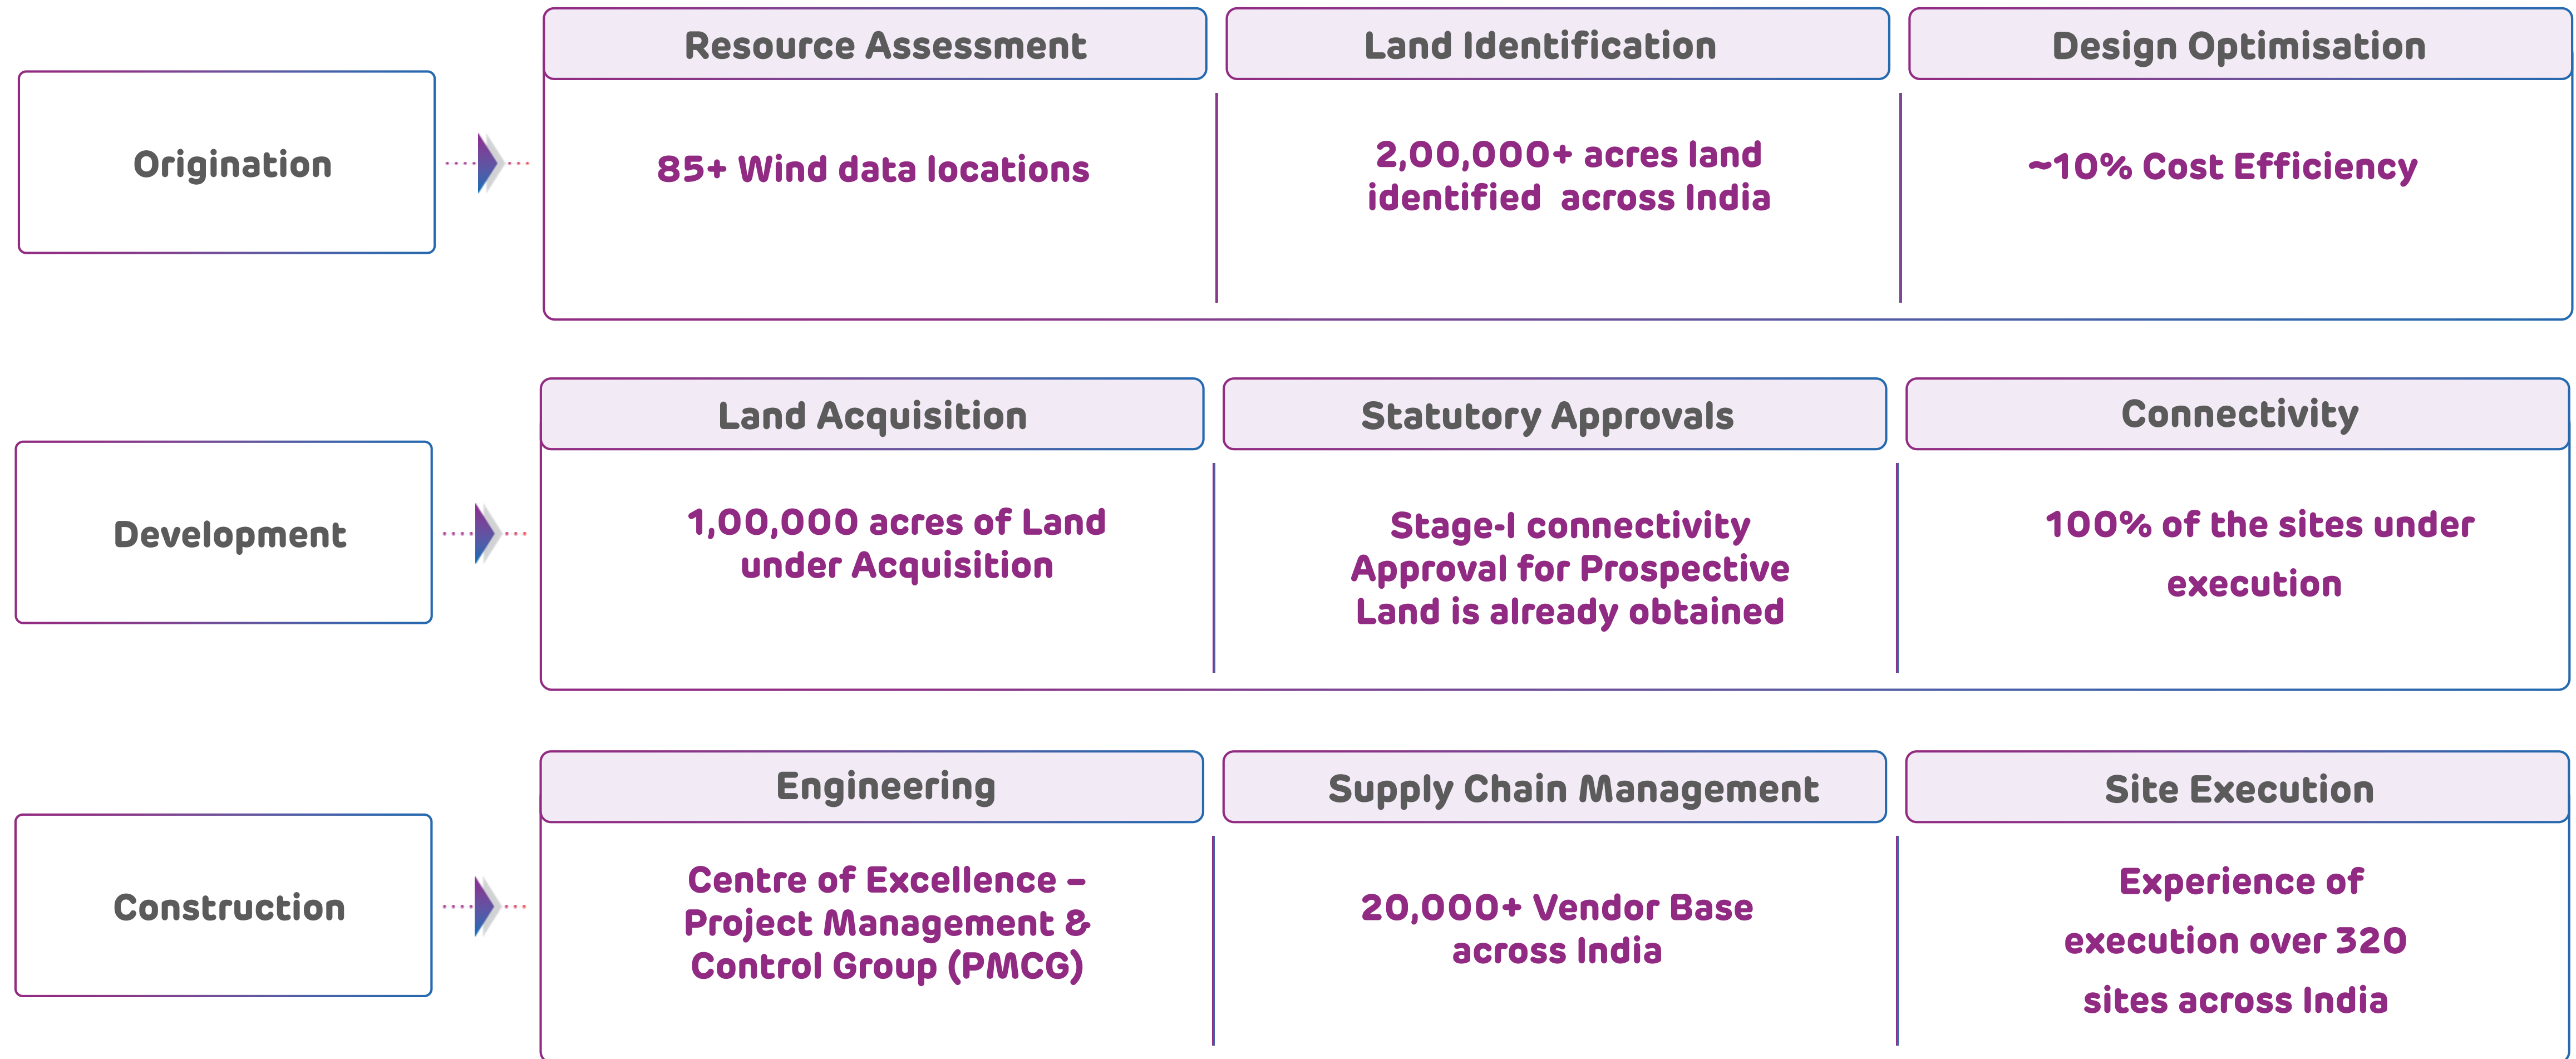 Resource Assessment
Land Identification
Design Optimisation
Origination
85+ Wind data locations
2,00,000+ acres land
identified  across India
~10% Cost Efficiency
Land Acquisition
Statutory Approvals
Connectivity
Development
1,00,000 acres of Land
under Acquisition
Stage-I connectivity
Approval for Prospective
Land is already obtained
100% of the sites under
execution
Engineering
Supply Chain Management
Site Execution
Construction
Centre of Excellence –
Project Management &
Control Group (PMCG)
20,000+ Vendor Base
across India
Experience of
execution over 320
sites across India